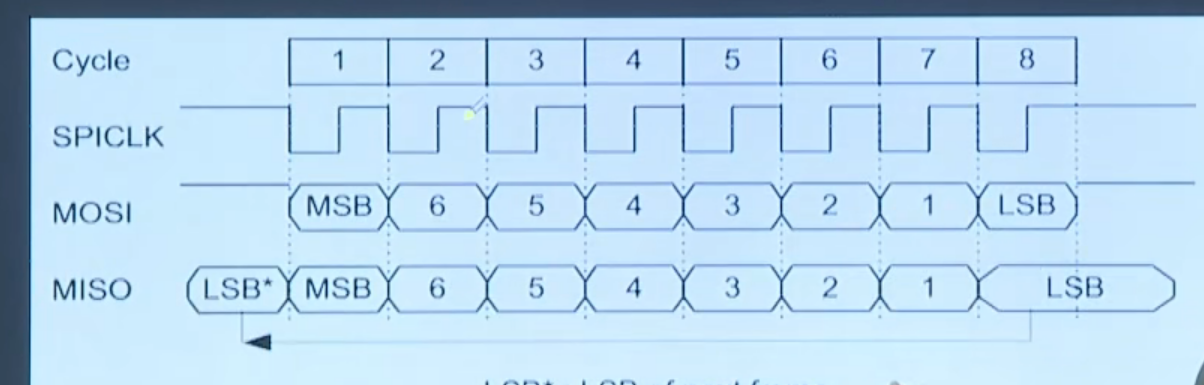 Cycle 1 2 3 4 5 6 7 8
SPICLK
MOSI MSB 6 5 4 3 2 1 LSB
MISO LSB* MSB 6 5 4 3 2 1 LSB